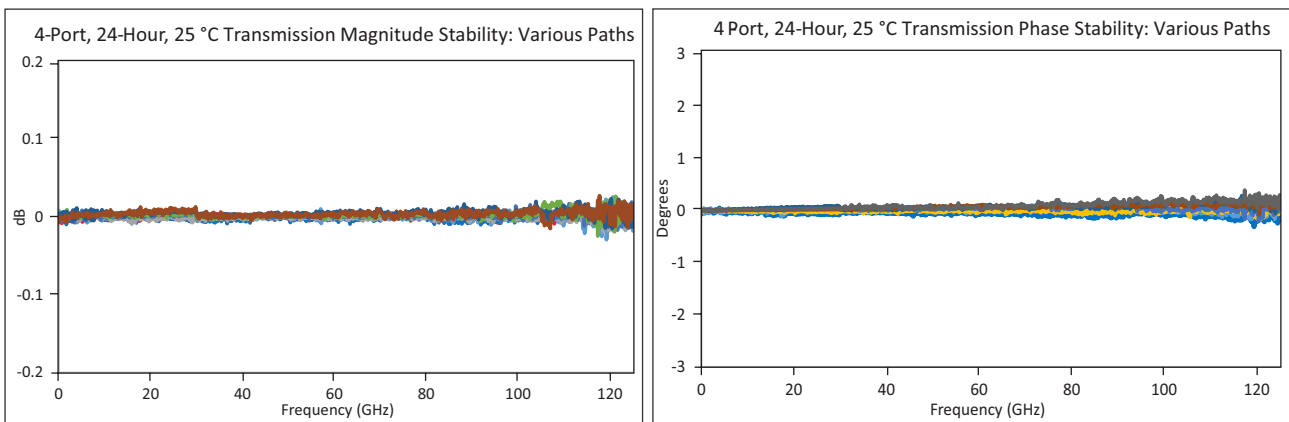 4-Port, 24-Hour, 25 °C Transmission Magnitude Stability: Various Paths
0.2
0.1
0
-0.1
-0.2
dB
0 20 40 60 80 100 120
Frequency (GHz)
4 Port, 24-Hour, 25 °C Transmission Phase Stability: Various Paths
3
2
1
0
-1
-2
-3
Degrees
0 20 40 60 80 100 120
Frequency (GHz)